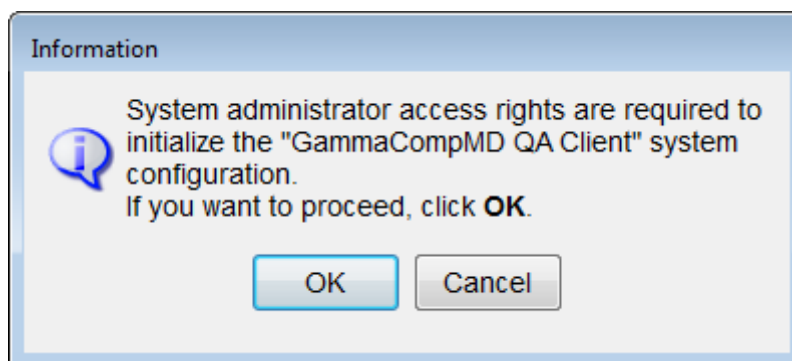 Information
System administrator access rights are required to
initialize the "GammaCompMD QA Client" system
configuration.
If you want to proceed, click OK.
OK
Cancel